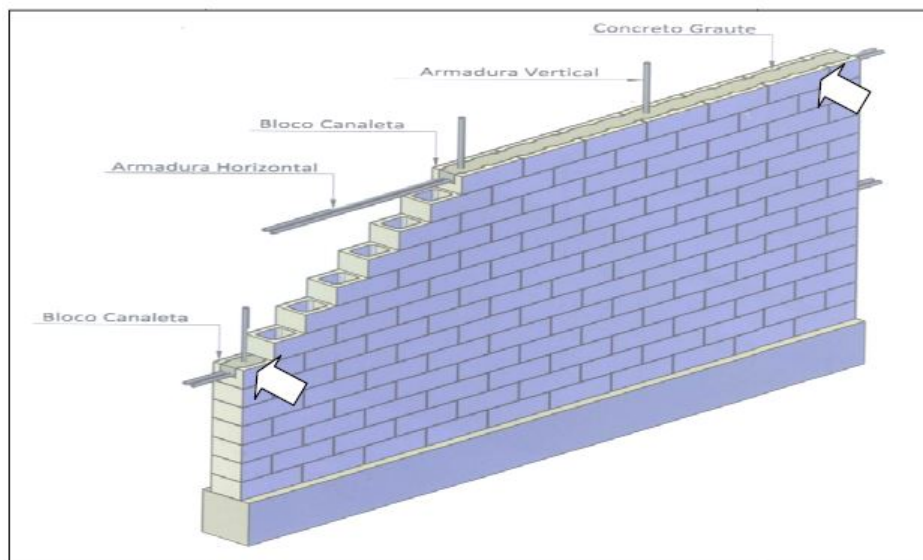 Concreto Graute
Armadura Vertical
Bloco Canaleta
Armadura Horizontal
Bloco Canaleta